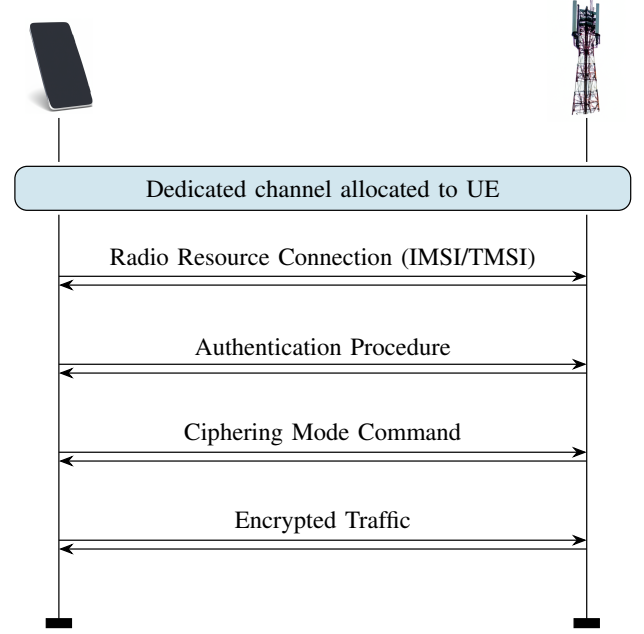 Dedicated channel allocated to UE
Radio Resource Connection (IMSI/TMSI)
Authentication Procedure
Ciphering Mode Command
Encrypted Traffic